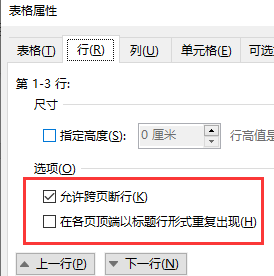 表格属性
表格(T) 行(R) 列(U) 单元格(E) 可选
第 1-3 行:
尺寸
指定高度(S): 0 厘米 行高值是
选项(O)
允许跨页断行(K)
在各页顶端以标题行形式重复出现(H)
上一行(P) 下一行(N)